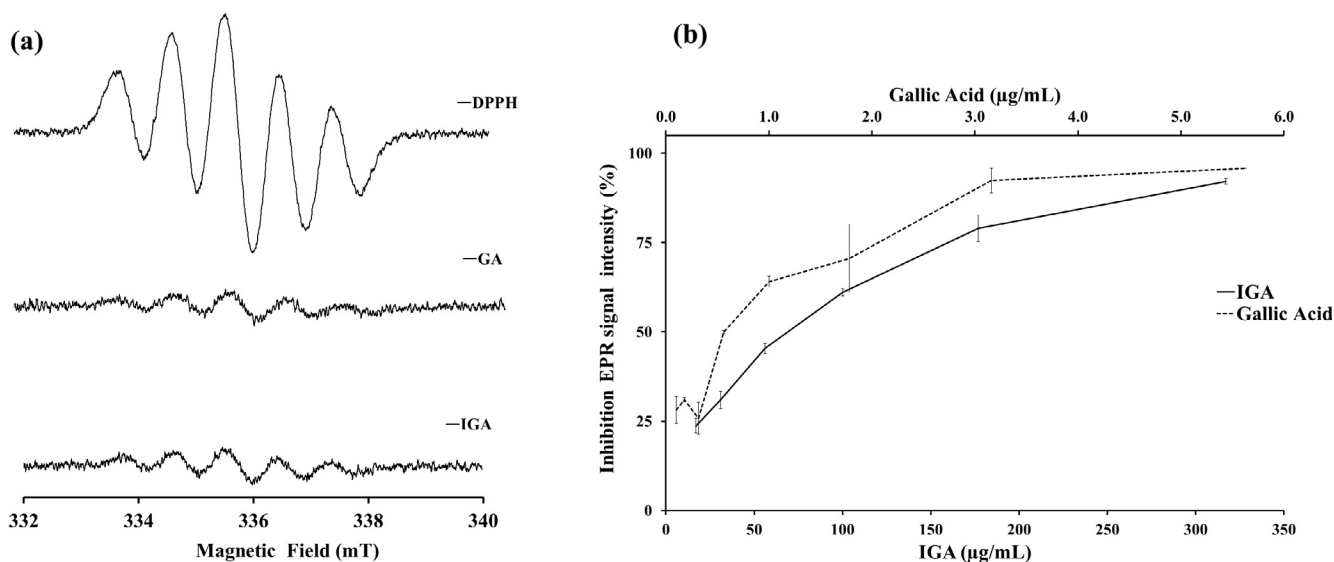 (a)
—DPPH
—GA
—IGA
332 334 336 338 340
Magnetic Field (mT)
(b)
Gallic Acid (µg/mL)
0.0 1.0 2.0 3.0 4.0 5.0 6.0
Inhibition EPR signal intensity (%)
100
75
50
25
0
—IGA
-----Gallic Acid
0 50 100 150 200 250 300 350
IGA (µg/mL)